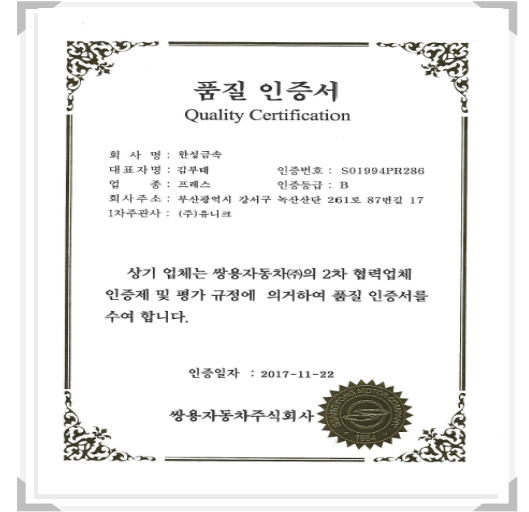 품질 인증서
Quality Certification
회 사 명 : 한성금속
대표자명 : 김무태
인증번호 : S01994PR286
업 종 : 프레스
인증등급 : B
회사주소 : 부산광역시 강서구 녹산산단 261로 87번길 17
1차주관사 : (주)유니크
상기 업체는 쌍용자동차㈜의 2차 협력업체
인증제 및 평가 규정에 의거하여 품질 인증서를
수여 합니다.
인증일자 : 2017-11-22
쌍용자동차주식회사
SSANGYONG MOTOR COMPANY
1954